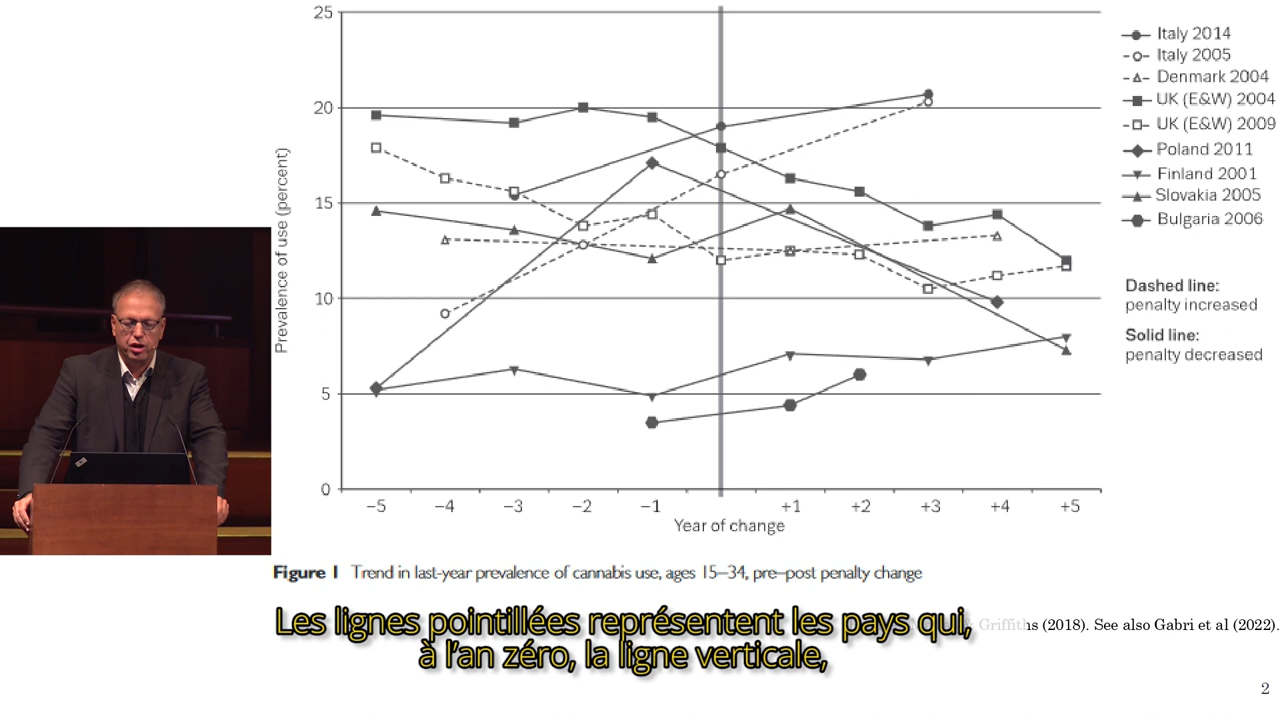 25
20
15
10
5
0
Prevalence of use (percent)
−5 −4 −3 −2 −1 +1 +2 +3 +4 +5
Year of change
Italy 2014
Italy 2005
Denmark 2004
UK (E&W) 2004
UK (E&W) 2009
Poland 2011
Finland 2001
Slovakia 2005
Bulgaria 2006
Dashed line:
penalty increased
Solid line:
penalty decreased
Figure 1 Trend in last-year prevalence of cannabis use, ages 15–34, pre–post penalty change
Griffiths (2018). See also Gabri et al (2022).
Les lignes pointillées représentent les pays qui,
à l'an zéro, la ligne verticale,
2